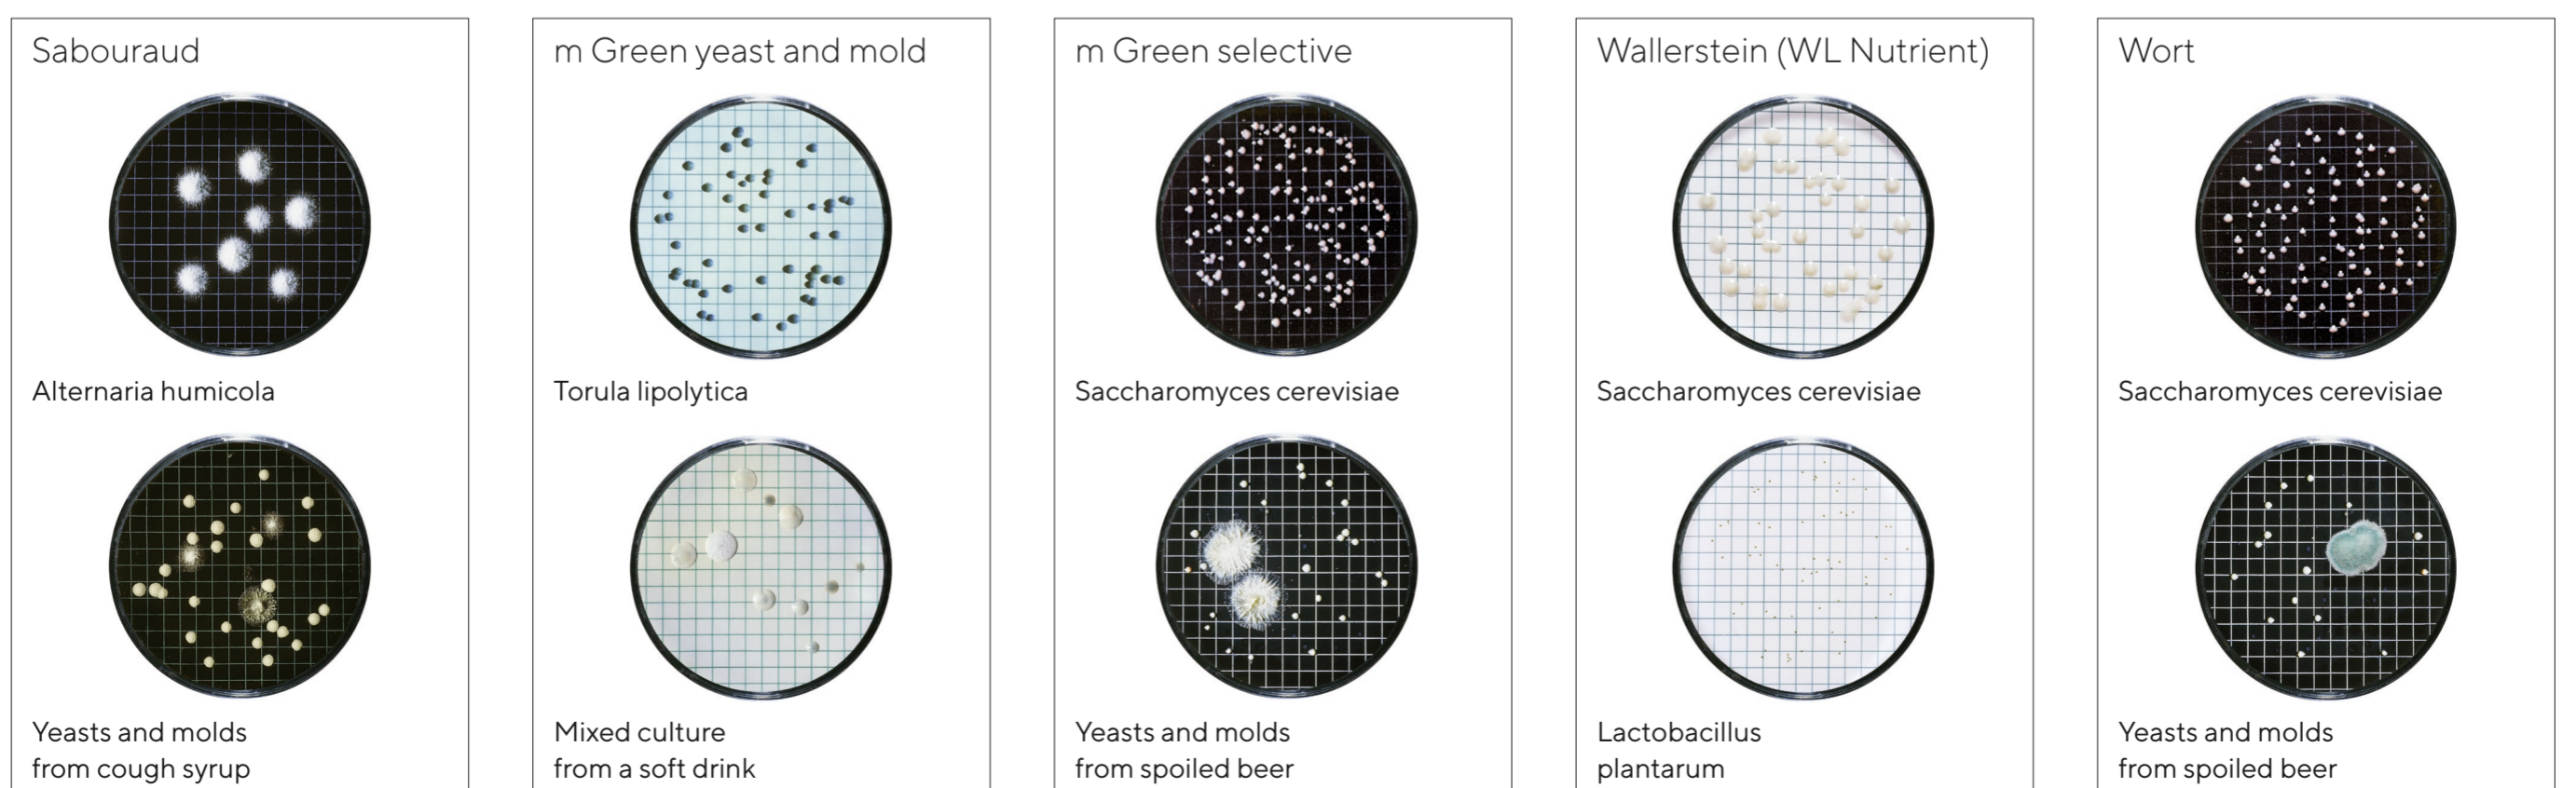 Sabouraud
Alternaria humicola
Yeasts and molds
from cough syrup
m Green yeast and mold
Torula lipolytica
Mixed culture
from a soft drink
m Green selective
Saccharomyces cerevisiae
Yeasts and molds
from spoiled beer
Wallerstein (WL Nutrient)
Saccharomyces cerevisiae
Lactobacillus
plantarum
Wort
Saccharomyces cerevisiae
Yeasts and molds
from spoiled beer